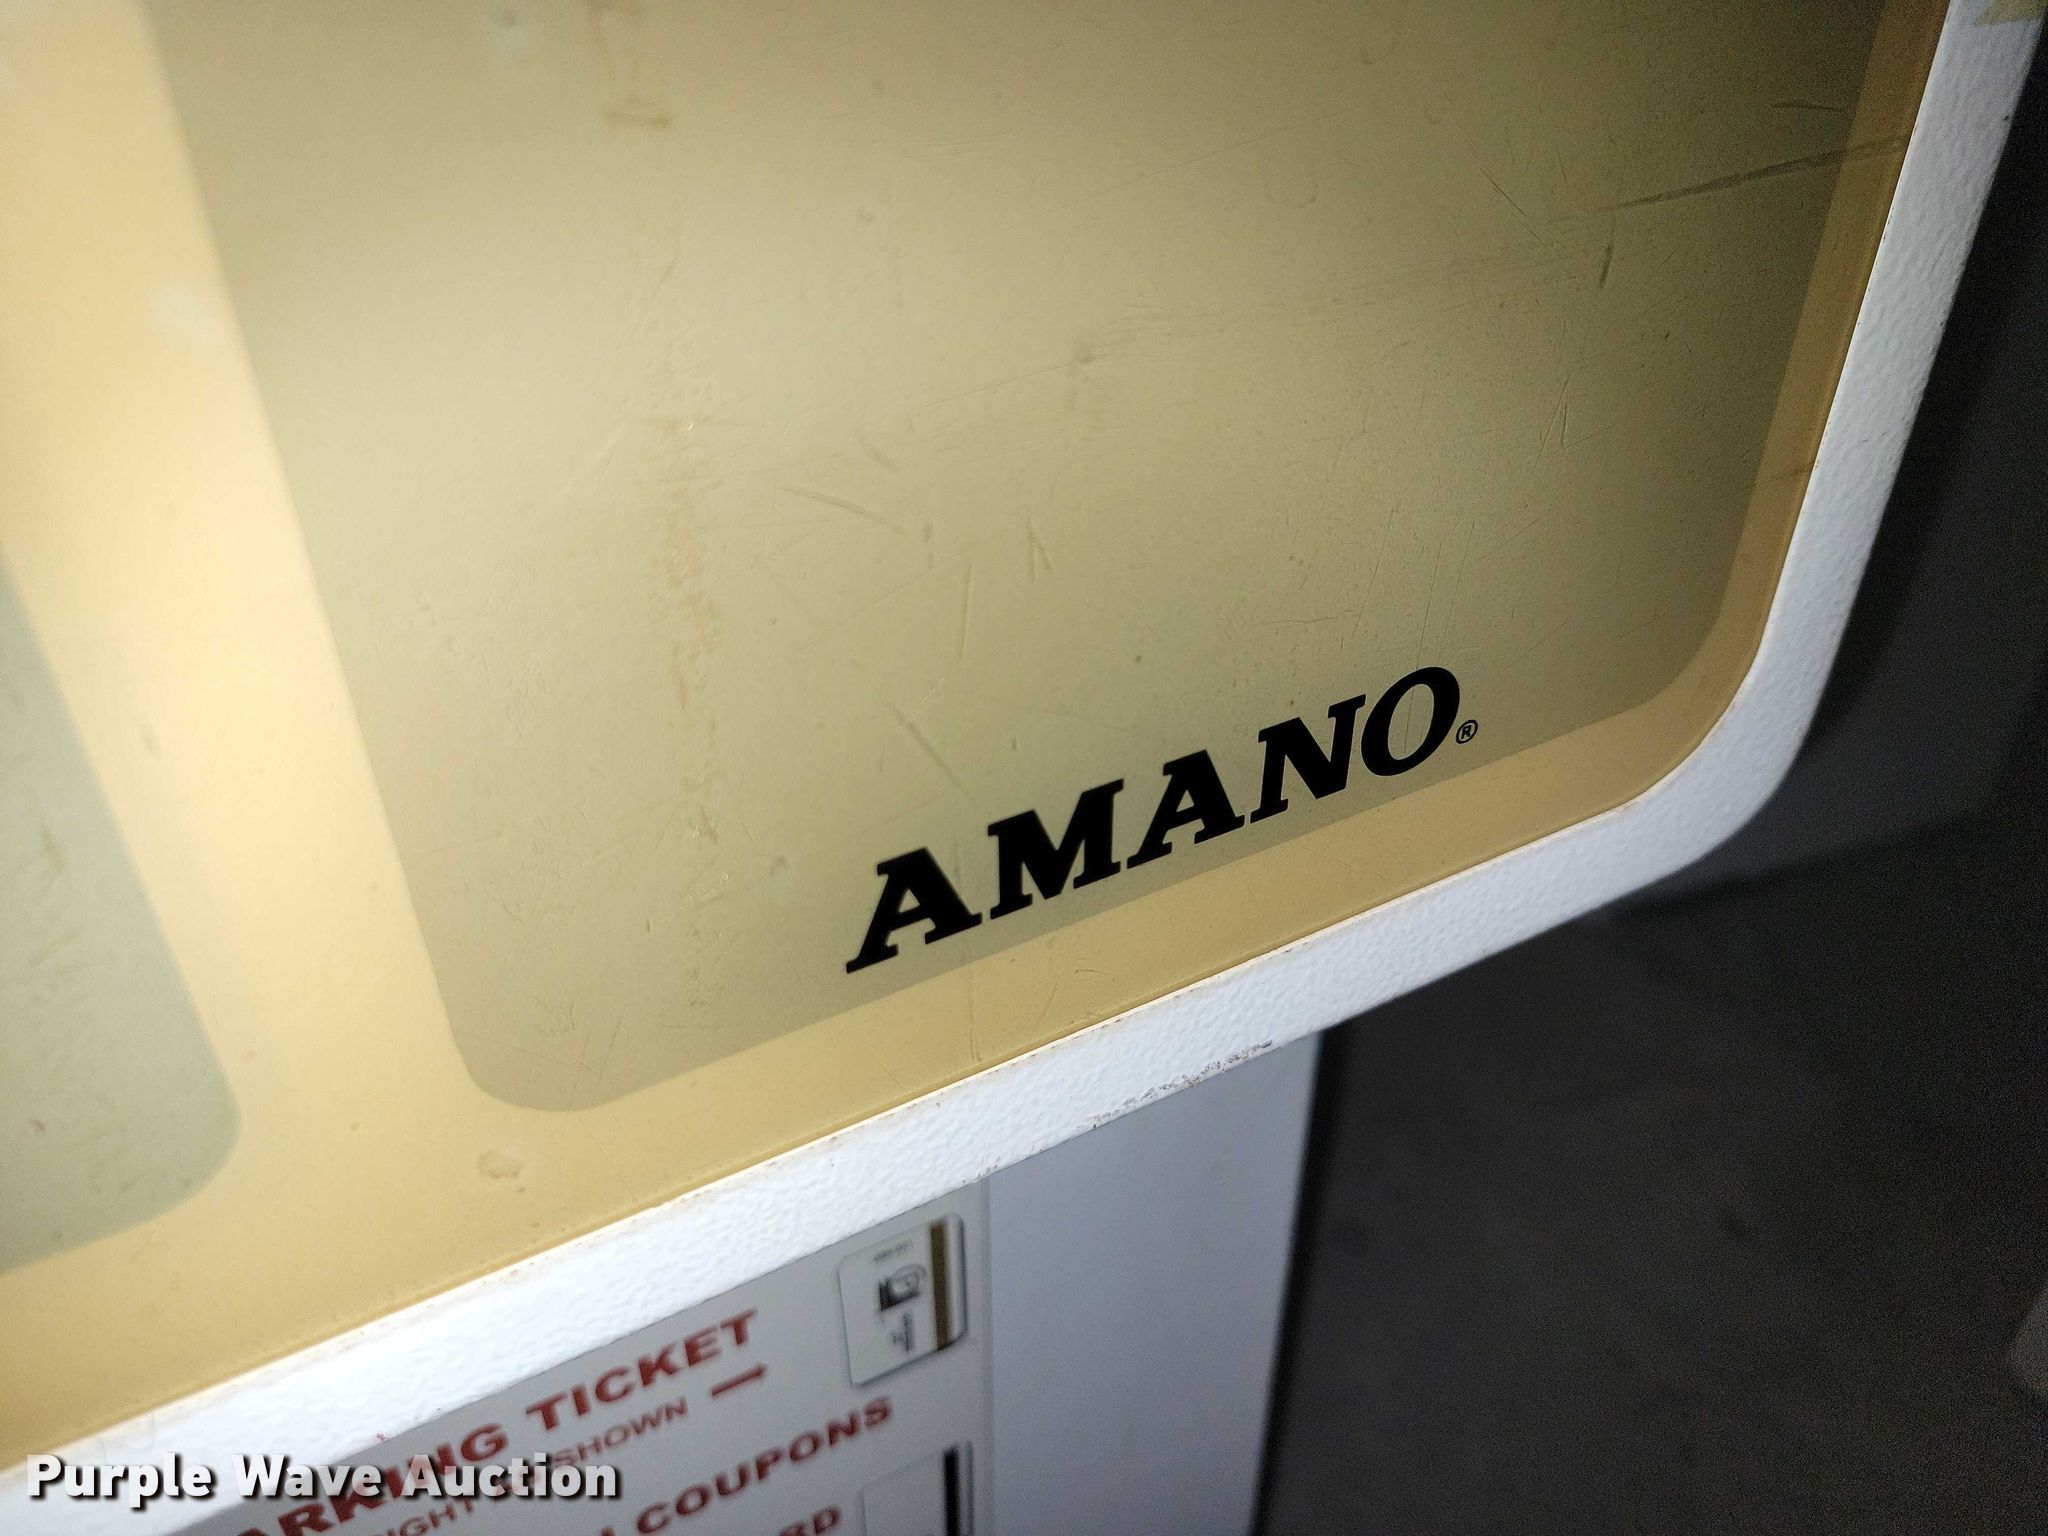 AMANO®
ARKING TICKET
SHOWN
COUPONS
Purple Wave Auction